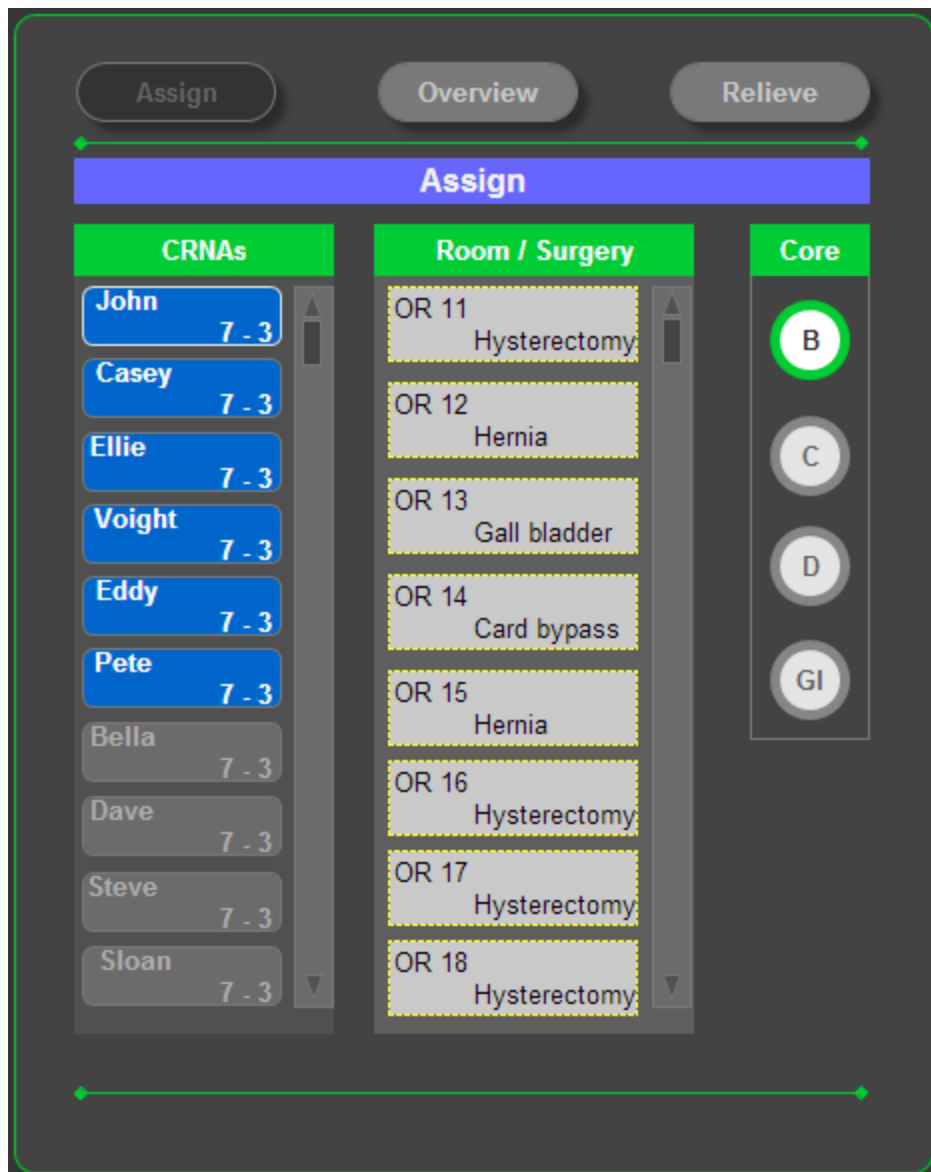 Assign
Overview
Relieve
Assign
CRNAs
John
7 - 3
Casey
7 - 3
Ellie
7 - 3
Voight
7 - 3
Eddy
7 - 3
Pete
7 - 3
Bella
7 - 3
Dave
7 - 3
Steve
7 - 3
Sloan
7 - 3
Room / Surgery
OR 11
Hysterectomy
OR 12
Hernia
OR 13
Gall bladder
OR 14
Card bypass
OR 15
Hernia
OR 16
Hysterectomy
OR 17
Hysterectomy
OR 18
Hysterectomy
Core
B
C
D
GI